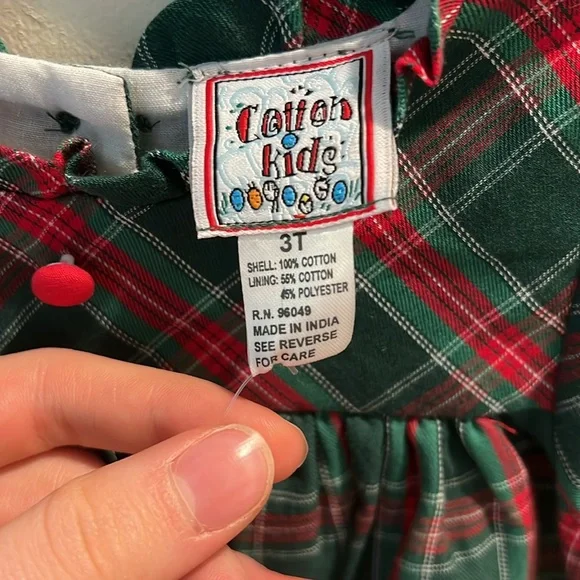 Cotton
kids
3T
SHELL: 100% COTTON
LINING: 55% COTTON
45% POLYESTER
R.N. 96049
MADE IN INDIA
SEE REVERSE
FOR CARE